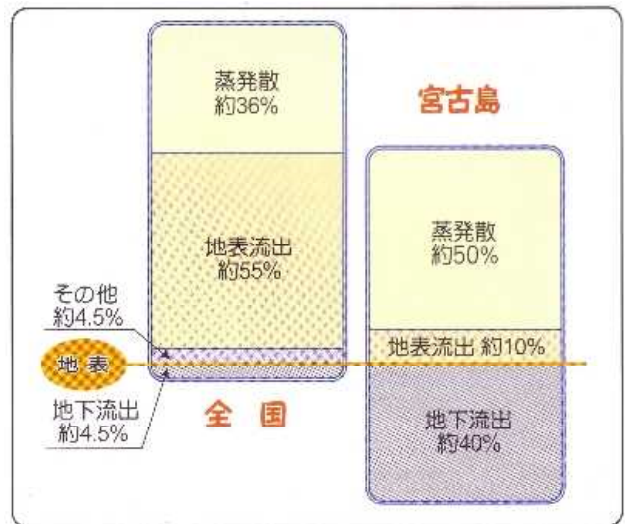 蒸発散
約36%
地表流出
約55%
その他
約4.5%
地表
地下流出
約4.5%
全国
宮古島
蒸発散
約50%
地表流出 約10%
地下流出
約40%